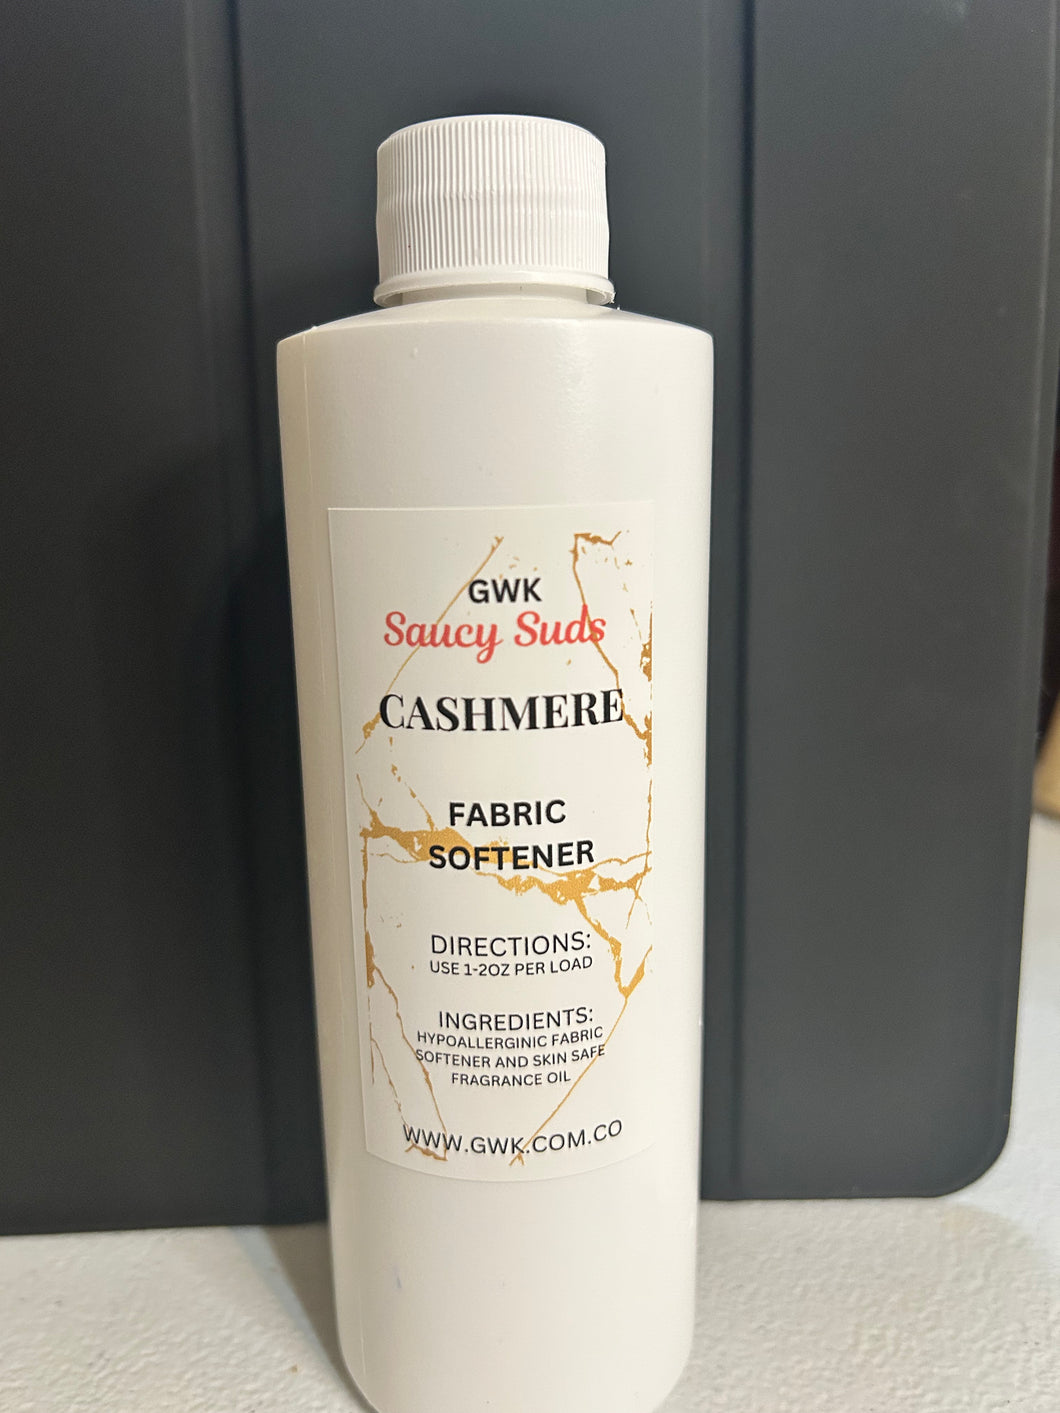 GWK
Saucy Suds
CASHMERE
FABRIC
SOFTENER
DIRECTIONS:
USE 1-2OZ PER LOAD
INGREDIENTS:
HYPOALLERGINIC FABRIC
SOFTENER AND SKIN SAFE
FRAGRANCE OIL
WWW.GWK.COM.CO